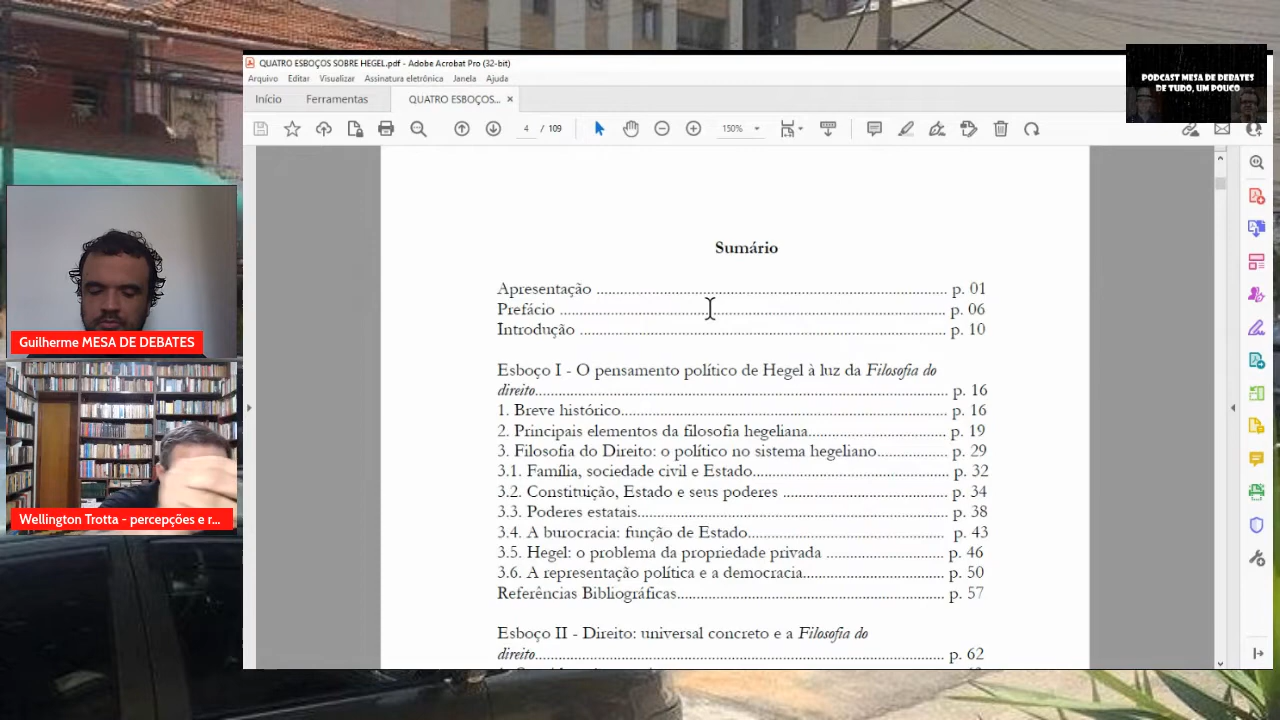 QUATRO ESBOÇOS SOBRE HEGEL.pdf - Adobe Acrobat Pro (32-bit)
Arquivo Editar Visualizar Assinatura eletrônica Janela Ajuda
Início Ferramentas QUATRO ESBOÇOS... ×
4 / 109 150%
PODCAST MESA DE DEBATES
DE TUDO, UM POUCO
Sumário
Apresentação ........................................................................ p. 01
Prefácio ........................................................................ p. 06
Introdução ........................................................................ p. 10
Esboço I - O pensamento político de Hegel à luz da Filosofia do
direito........................................................................ p. 16
1. Breve histórico........................................................................ p. 16
2. Principais elementos da filosofia hegeliana................................... p. 19
3. Filosofia do Direito: o político no sistema hegeliano................. p. 29
3.1. Família, sociedade civil e Estado................................................. p. 32
3.2. Constituição, Estado e seus poderes ......................................... p. 34
3.3. Poderes estatais........................................................................ p. 38
3.4. A burocracia: função de Estado................................................. p. 43
3.5. Hegel: o problema da propriedade privada .............................. p. 46
3.6. A representação política e a democracia................................... p. 50
Referências Bibliográficas.................................................................. p. 57
Esboço II - Direito: universal concreto e a Filosofia do
direito........................................................................ p. 62
Guilherme MESA DE DEBATES
Wellington Trotta - percepções e r...